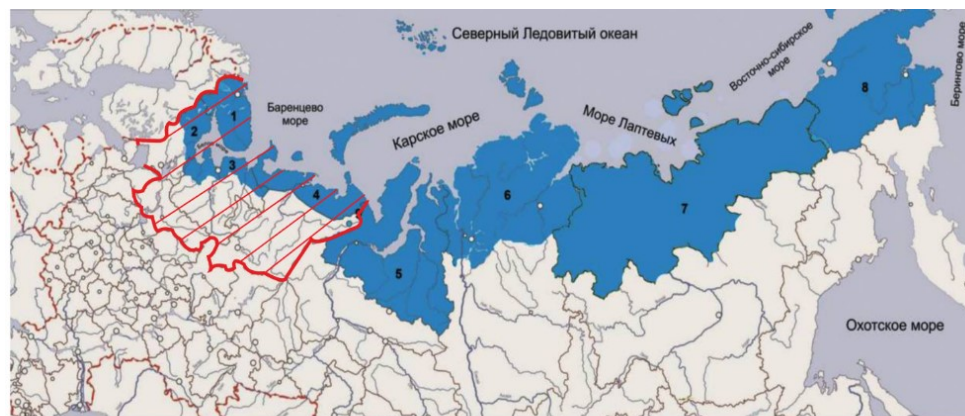 Северный Ледовитый океан
Восточно-сибирское
море
Берингово море
Баренцево
море
Карское море
Море Лаптевых
Охотское море
1
2
3
4
5
6
7
8